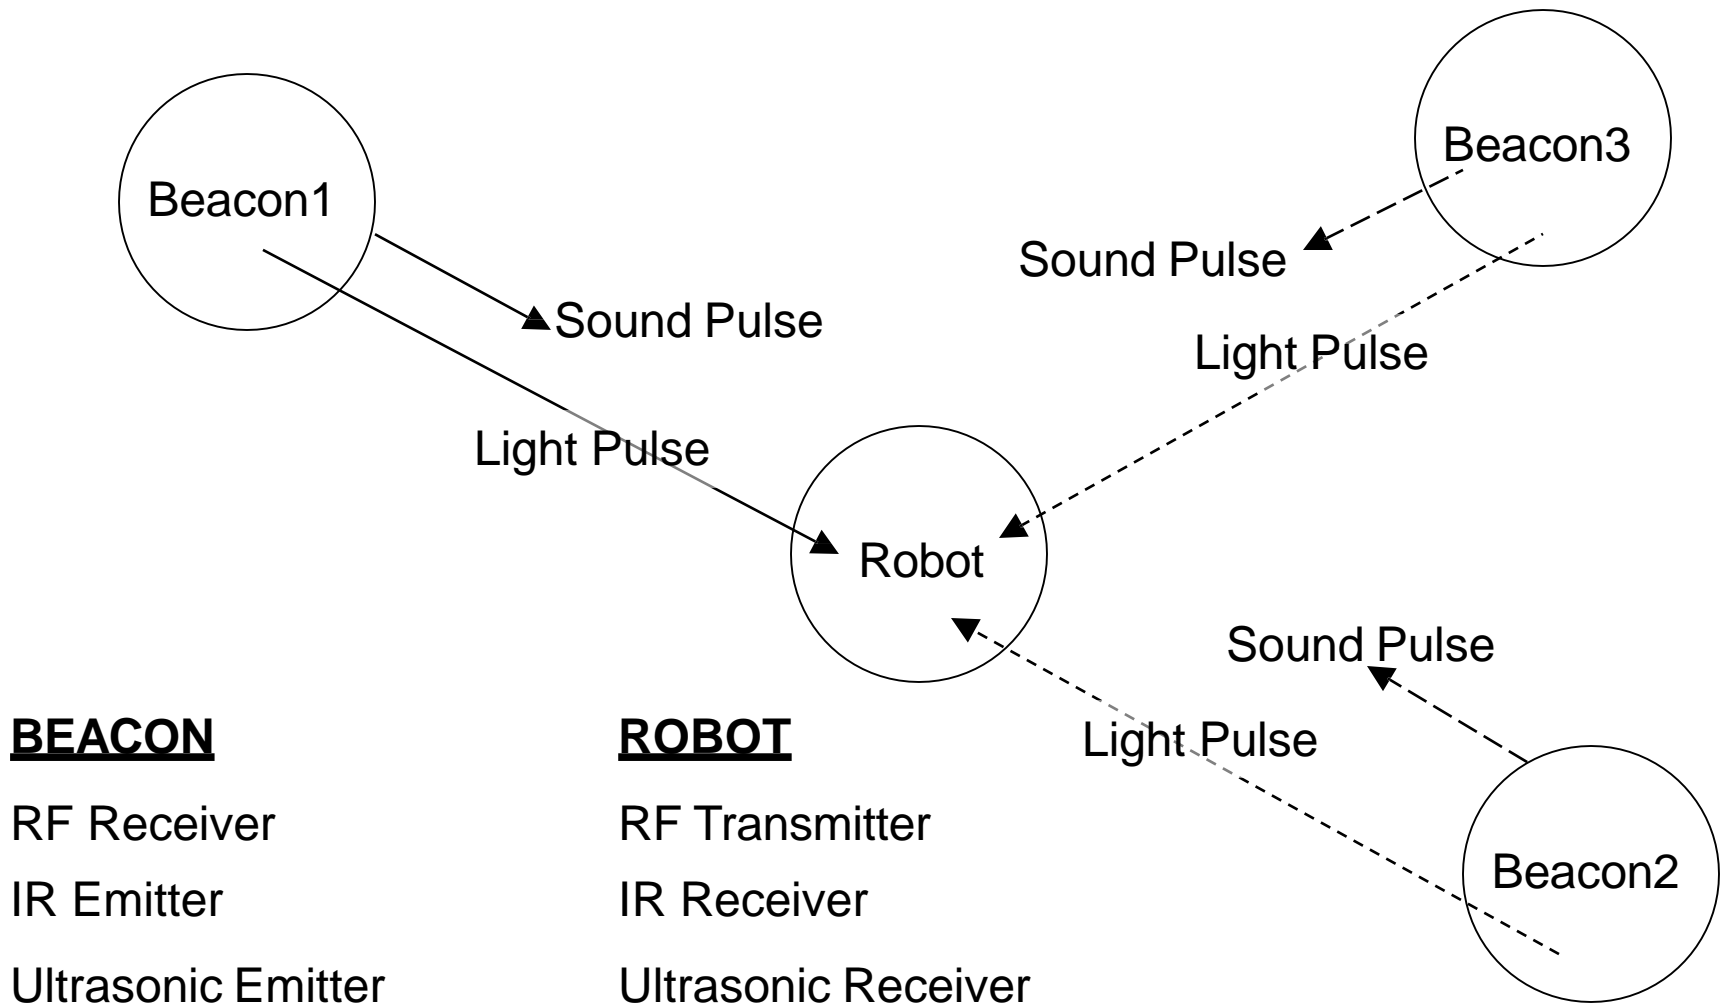 Beacon1
Beacon3
Sound Pulse
Sound Pulse
Light Pulse
Light Pulse
Robot
Sound Pulse
Light Pulse
Beacon2
BEACON
RF Receiver
IR Emitter
Ultrasonic Emitter
ROBOT
RF Transmitter
IR Receiver
Ultrasonic Receiver